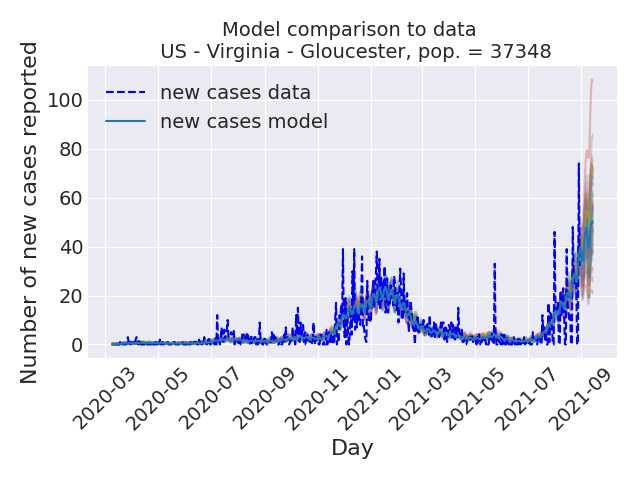 Model comparison to data
US - Virginia - Gloucester, pop. = 37348
Number of new cases reported
100
80
60
40
20
0
new cases data
new cases model
2020-03
2020-05
2020-07
2020-09
2020-11
2021-01
2021-03
2021-05
2021-07
2021-09
Day